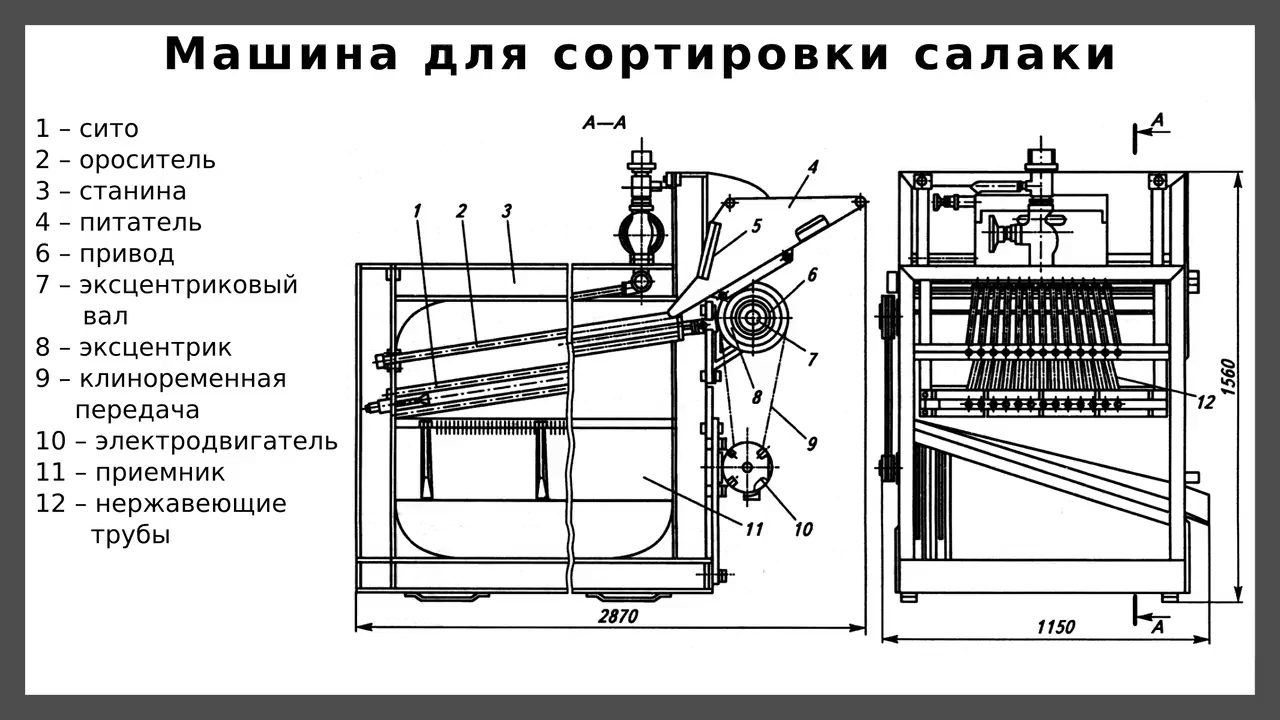 Машина для сортировки салаки
1 – сито
2 – ороситель
3 – станина
4 – питатель
6 – привод
7 – эксцентриковый
вал
8 – эксцентрик
9 – клиноременная
передача
10 – электродвигатель
11 – приемник
12 – нержавеющие
трубы
А—А
1
2
3
4
5
6
7
8
9
10
11
2870
А
12
1560
1150
А